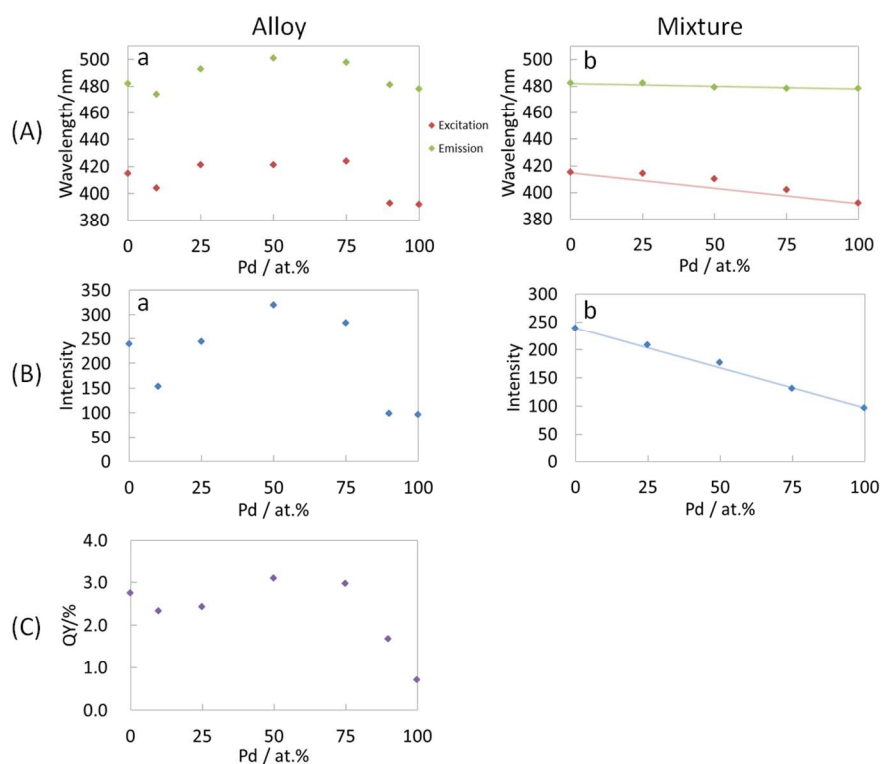 Alloy
Mixture
(A)
a
Wavelength/nm
500
480
460
440
420
400
380
0
25
50
75
100
Pd / at.%
Excitation
Emission
b
Wavelength/nm
500
480
460
440
420
400
380
0
25
50
75
100
Pd / at.%
(B)
a
Intensity
350
300
250
200
150
100
50
0
0
25
50
75
100
Pd / at.%
b
Intensity
300
250
200
150
100
50
0
0
25
50
75
100
Pd / at.%
(C)
QY/%
4.0
3.0
2.0
1.0
0.0
0
25
50
75
100
Pd / at.%